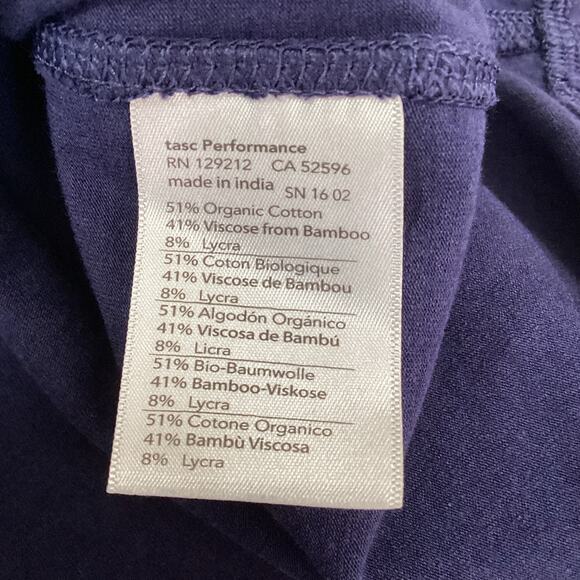 tasc Performance
RN 129212 CA 52596
made in india SN 16 02
51% Organic Cotton
41% Viscose from Bamboo
8% Lycra
51% Coton Biologique
41% Viscose de Bambou
8% Lycra
51% Algodón Orgánico
41% Viscosa de Bambú
8% Licra
51% Bio-Baumwolle
41% Bamboo-Viskose
8% Lycra
51% Cotone Organico
41% Bambù Viscosa
8% Lycra